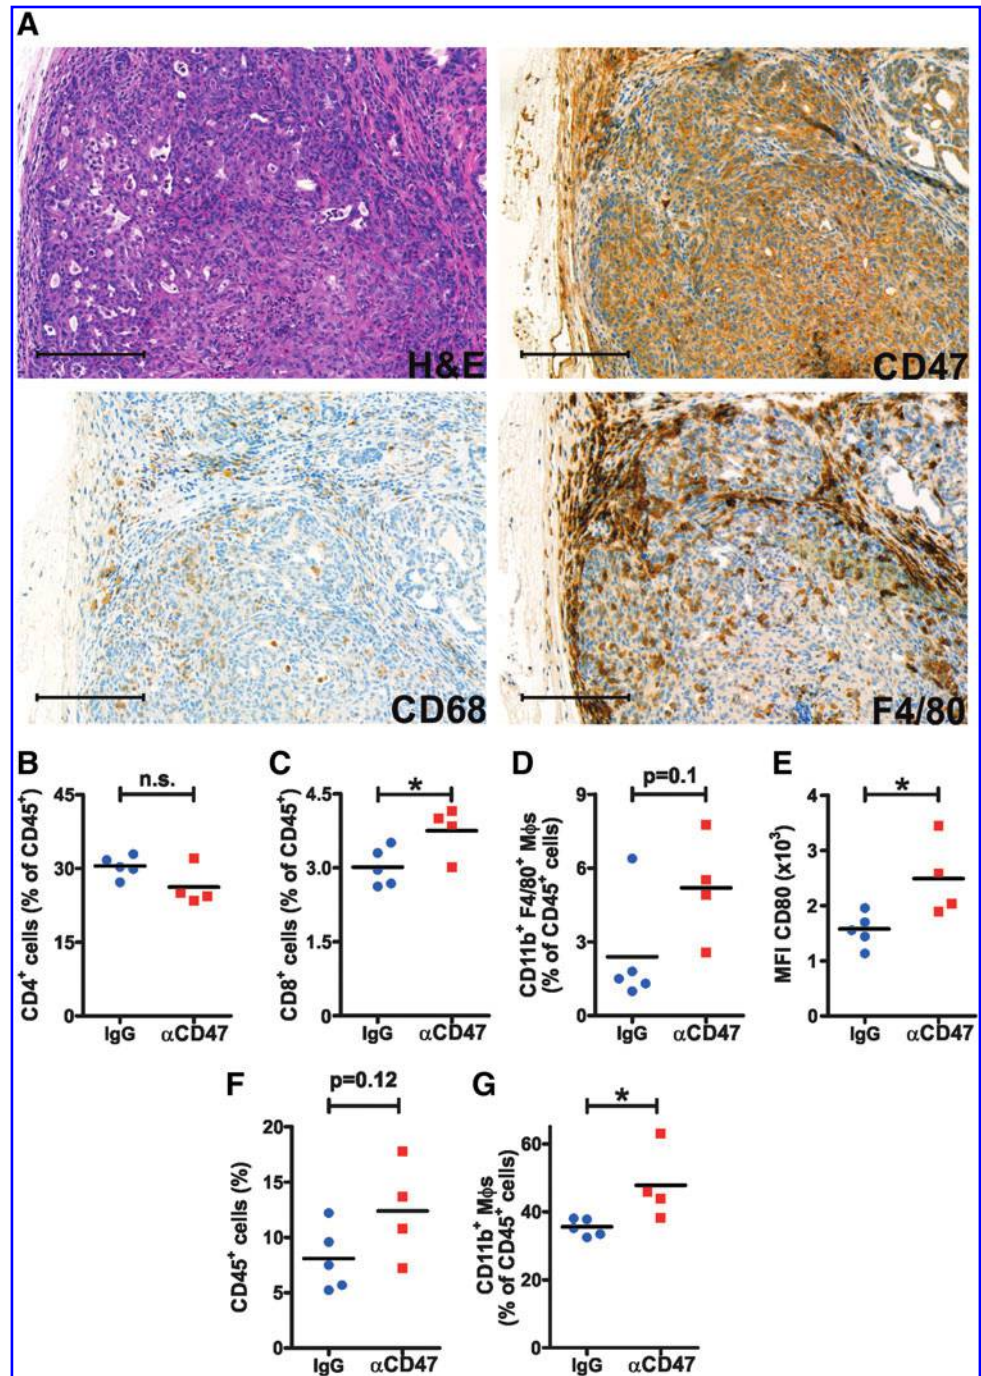 A
H&E
CD47
CD68
F4/80
B
n.s.
CD4⁺ cells (% of CD45⁺)
45
30
15
0
IgG
αCD47
C
*
CD8⁺ cells (% of CD45⁺)
4.5
3.0
1.5
0
IgG
αCD47
D
p=0.1
CD11b⁺ F4/80⁺ Mϕs
(% of CD45⁺ cells)
9
6
3
0
IgG
αCD47
E
*
MFI CD80 (x10³)
4
3
2
1
0
IgG
αCD47
F
p=0.12
CD45⁺ cells (%)
20
15
10
5
0
IgG
αCD47
G
*
CD11b⁺ Mϕs
(% of CD45⁺ cells)
60
40
20
0
IgG
αCD47